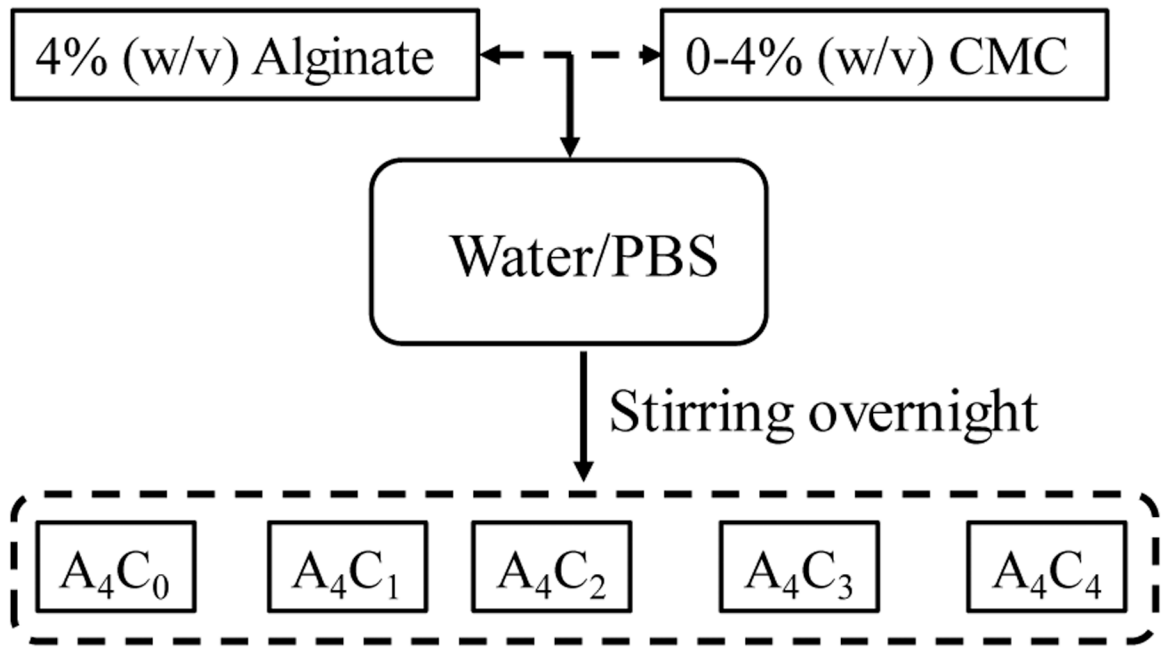 4% (w/v) Alginate
0-4% (w/v) CMC
Water/PBS
Stirring overnight
A₄C₀
A₄C₁
A₄C₂
A₄C₃
A₄C₄